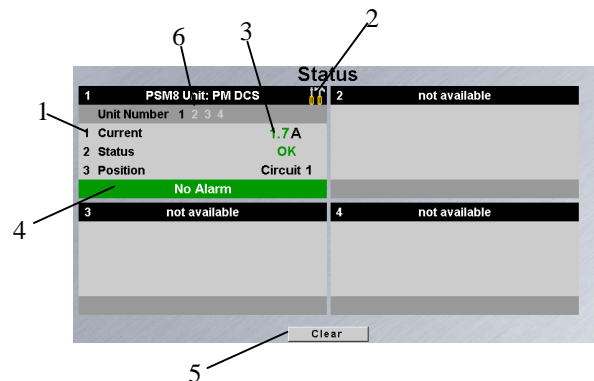 6 3 2
Status
1 PSM8 Unit: PM DCS
Unit Number 1 2 3 4
1
1 Current 1.7 A
2 Status OK
3 Position Circuit 1
No Alarm
4
2 not available
3 not available
4 not available
Clear
5